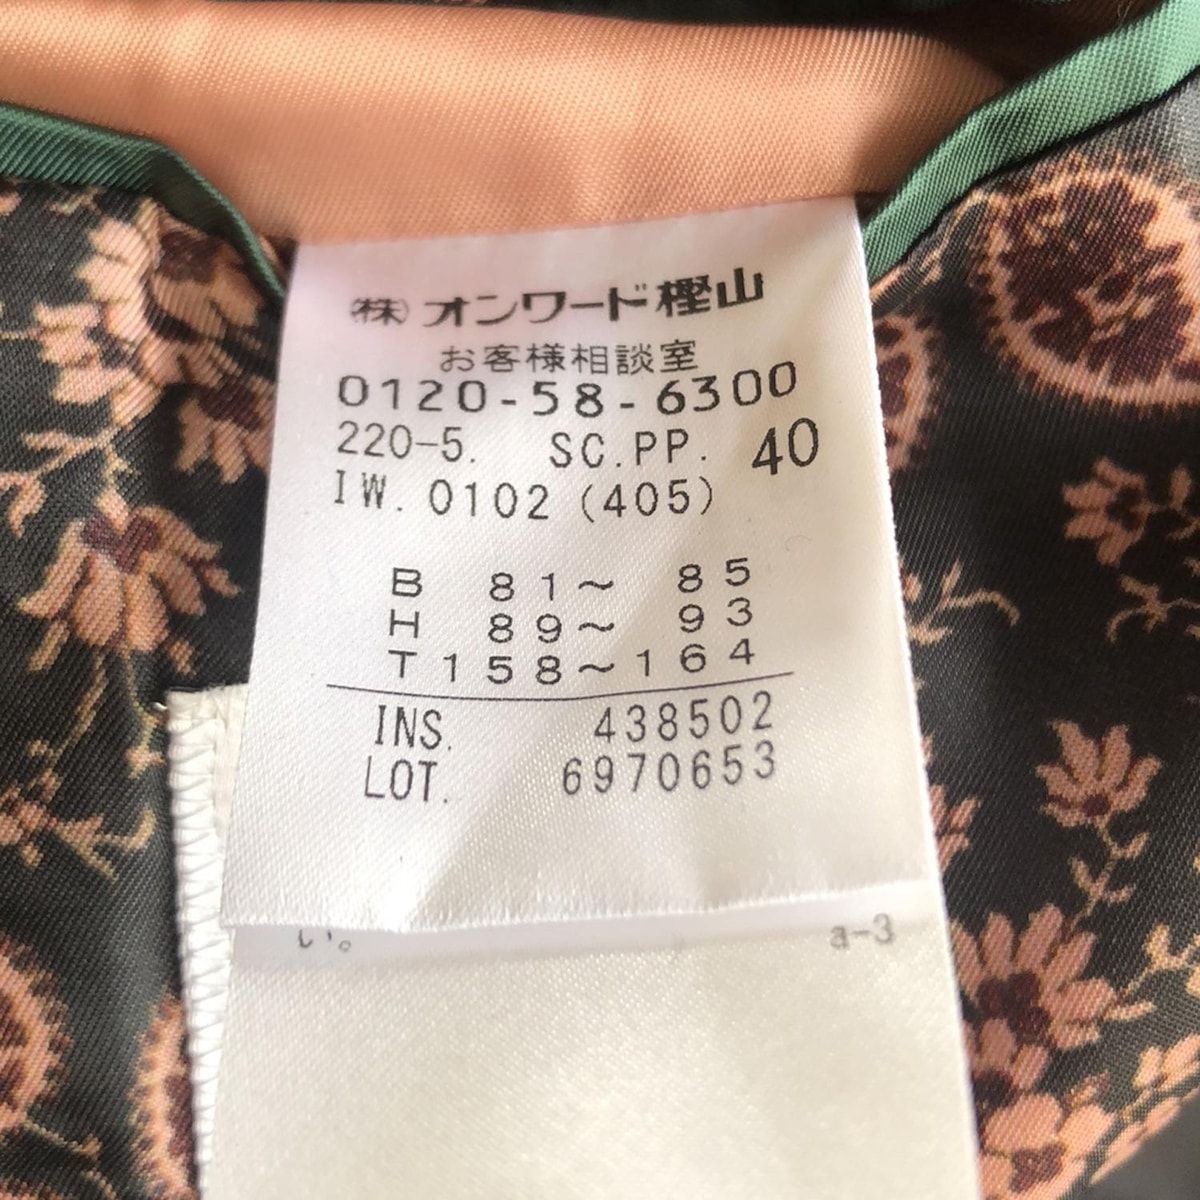 ㈱オンワード樫山
お客様相談室
0120-58-6300
220-5. SC.PP. 40
IW. 0102 (405)
B 81〜 85
H 89〜 93
T158〜164
INS. 438502
LOT. 6970653
い。 a-3